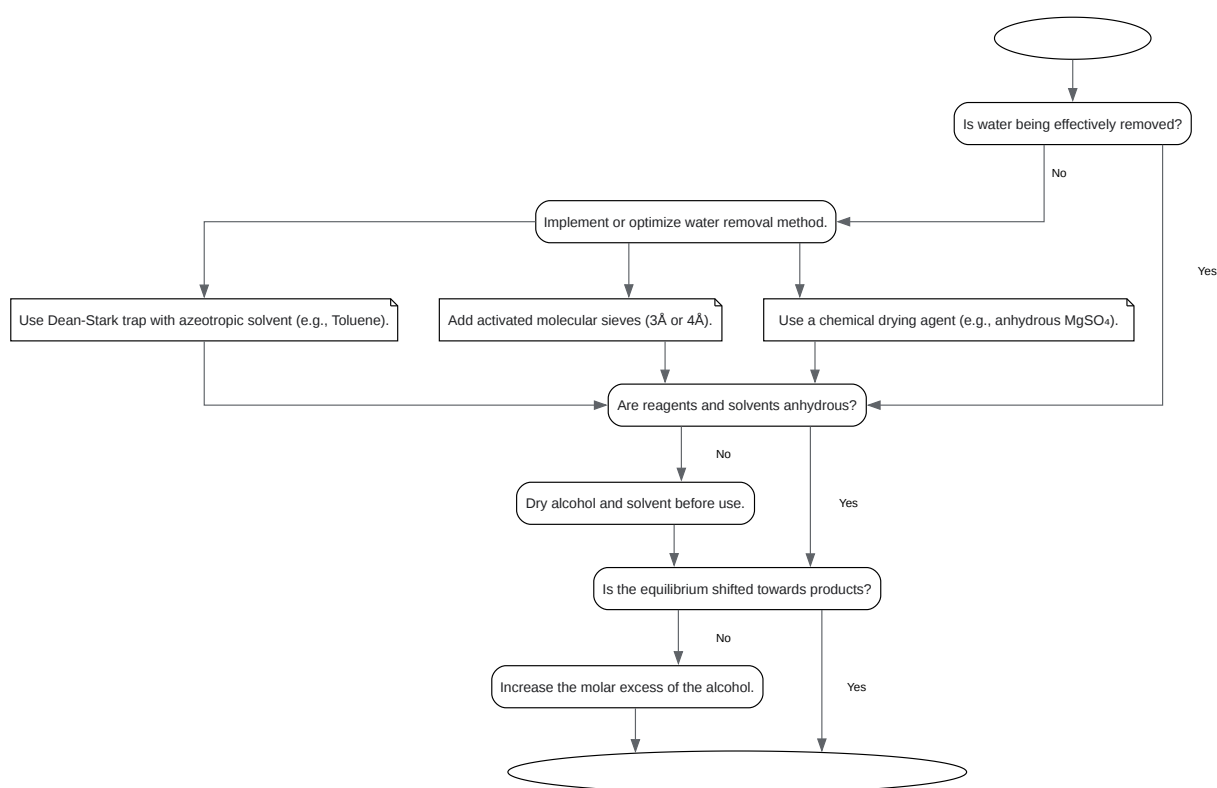 Is water being effectively removed?
No
Implement or optimize water removal method.
Yes
Use Dean-Stark trap with azeotropic solvent (e.g., Toluene).
Add activated molecular sieves (3Å or 4Å).
Use a chemical drying agent (e.g., anhydrous MgSO₄).
Are reagents and solvents anhydrous?
No
Dry alcohol and solvent before use.
Yes
Is the equilibrium shifted towards products?
No
Increase the molar excess of the alcohol.
Yes